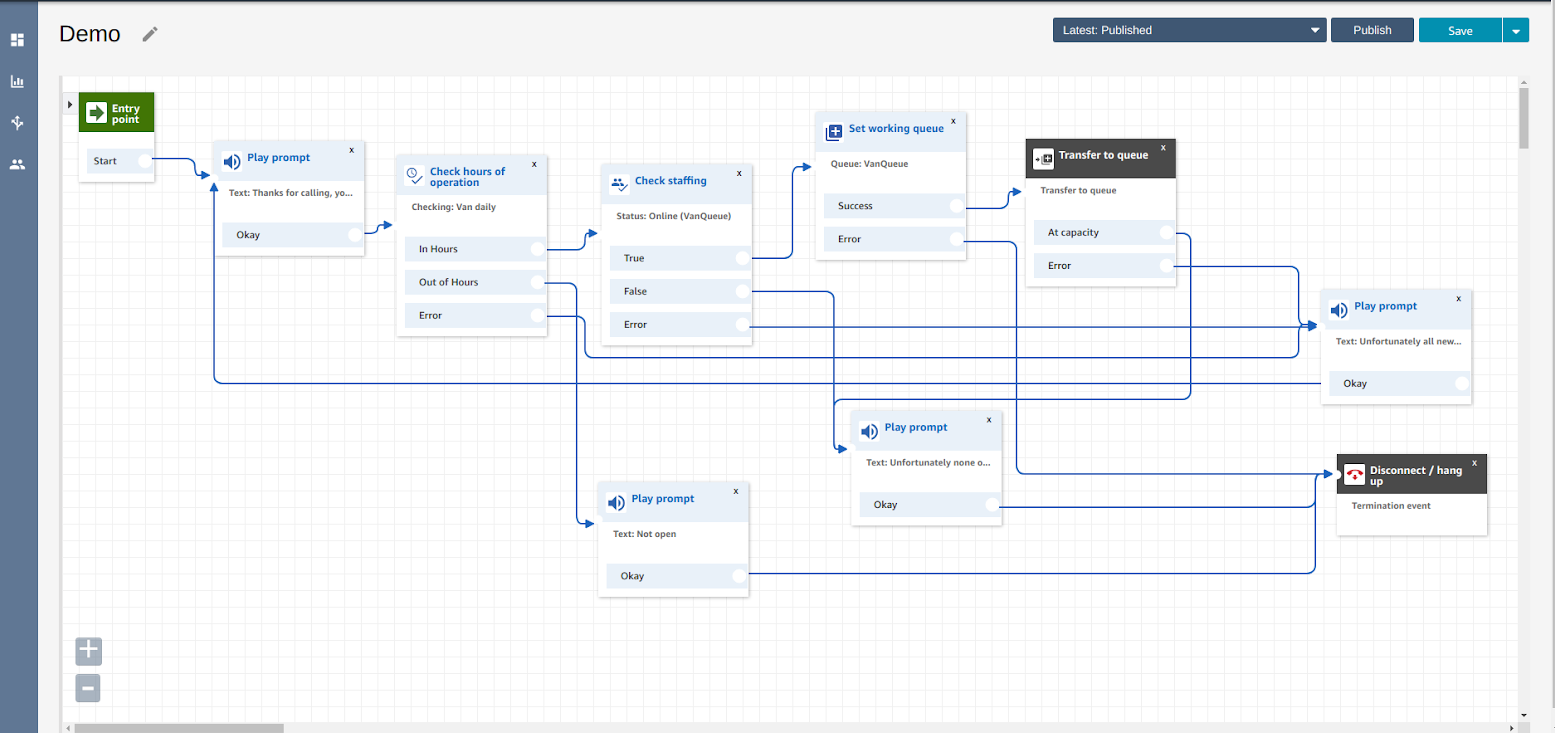 Demo
Latest: Published
Publish
Save
Entry
point
Start
Play prompt
x
Text: Thanks for calling, yo...
Okay
Check hours of
operation
x
Checking: Van daily
In Hours
Out of Hours
Error
Check staffing
x
Status: Online (VanQueue)
True
False
Error
Set working queue
x
Queue: VanQueue
Success
Error
Transfer to queue
x
Transfer to queue
At capacity
Error
Play prompt
x
Text: Unfortunately all new...
Okay
Play prompt
x
Text: Unfortunately none o...
Okay
Disconnect / hang
up
x
Termination event
Play prompt
x
Text: Not open
Okay